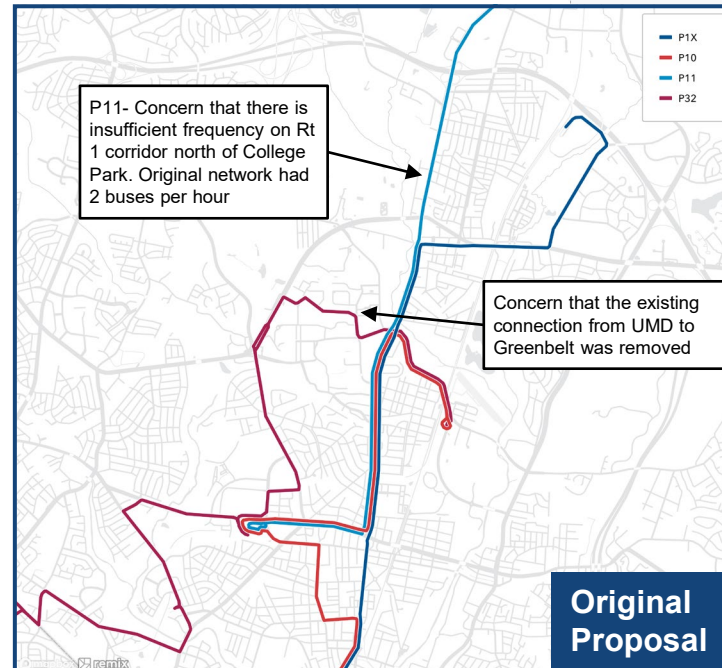 P1X
P10
P11
P32
P11- Concern that there is
insufficient frequency on Rt
1 corridor north of College
Park. Original network had
2 buses per hour
Concern that the existing
connection from UMD to
Greenbelt was removed
Original
Proposal
remix